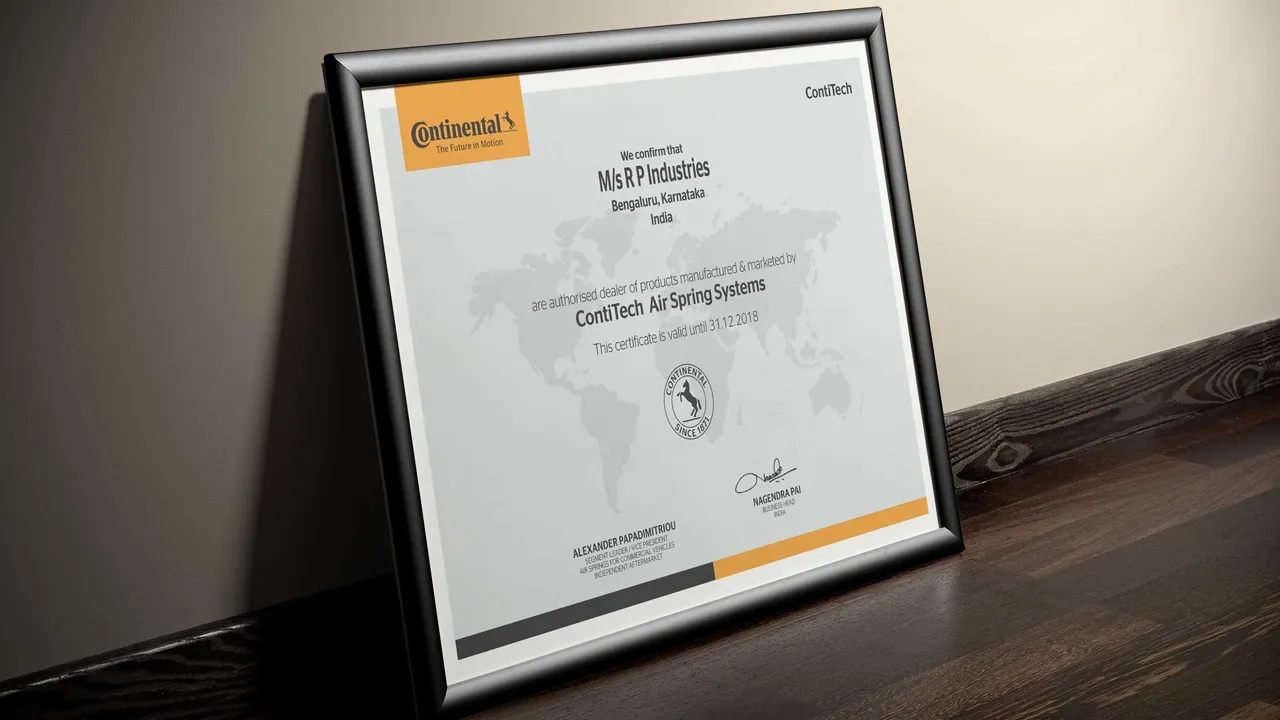 Continental
The Future in Motion
ContiTech
We confirm that
M/s R P Industries
Bengaluru, Karnataka
India
are authorised dealer of products manufactured & marketed by
ContiTech Air Spring Systems
This certificate is valid until 31.12.2018
CONTINENTAL
SINCE 1871
NAGENDRA PAI
BUSINESS HEAD
INDIA
ALEXANDER PAPADIMITRIOU
SEGMENT LEADER / VICE PRESIDENT
AIR SPRINGS FOR COMMERCIAL VEHICLES
INDEPENDENT AFTERMARKET